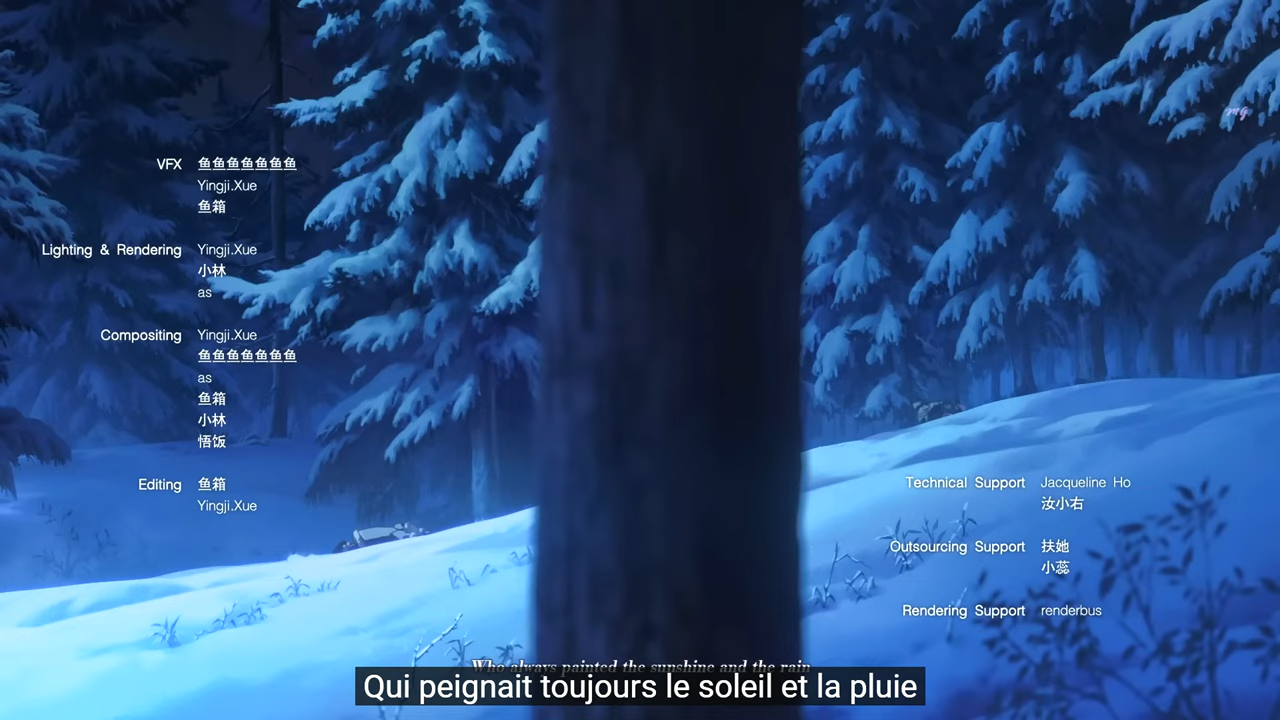 VFX 鱼鱼鱼鱼鱼鱼鱼
Yingji.Xue
鱼箱
Lighting & Rendering Yingji.Xue
小林
as
Compositing Yingji.Xue
鱼鱼鱼鱼鱼鱼鱼
as
鱼箱
小林
悟饭
Editing 鱼箱
Yingji.Xue
mg
Technical Support Jacqueline Ho
汝小右
Outsourcing Support 扶她
小蕊
Rendering Support renderbus
Who always painted the sunshine and the rain
Qui peignait toujours le soleil et la pluie